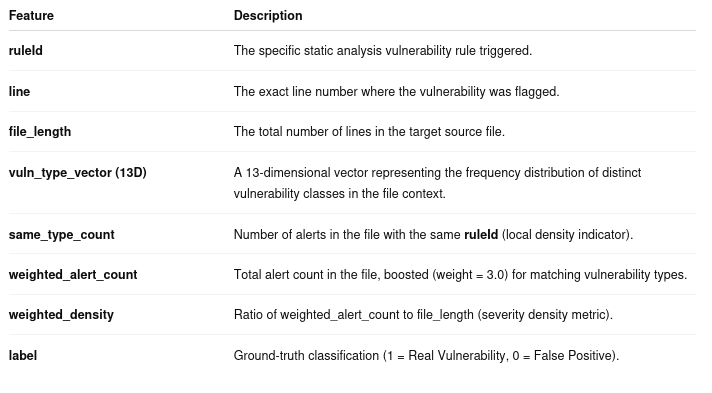 Feature Description
ruleId The specific static analysis vulnerability rule triggered.
line The exact line number where the vulnerability was flagged.
file_length The total number of lines in the target source file.
vuln_type_vector (13D) A 13-dimensional vector representing the frequency distribution of distinct
vulnerability classes in the file context.
same_type_count Number of alerts in the file with the same ruleId (local density indicator).
weighted_alert_count Total alert count in the file, boosted (weight = 3.0) for matching vulnerability types.
weighted_density Ratio of weighted_alert_count to file_length (severity density metric).
label Ground-truth classification (1 = Real Vulnerability, 0 = False Positive).